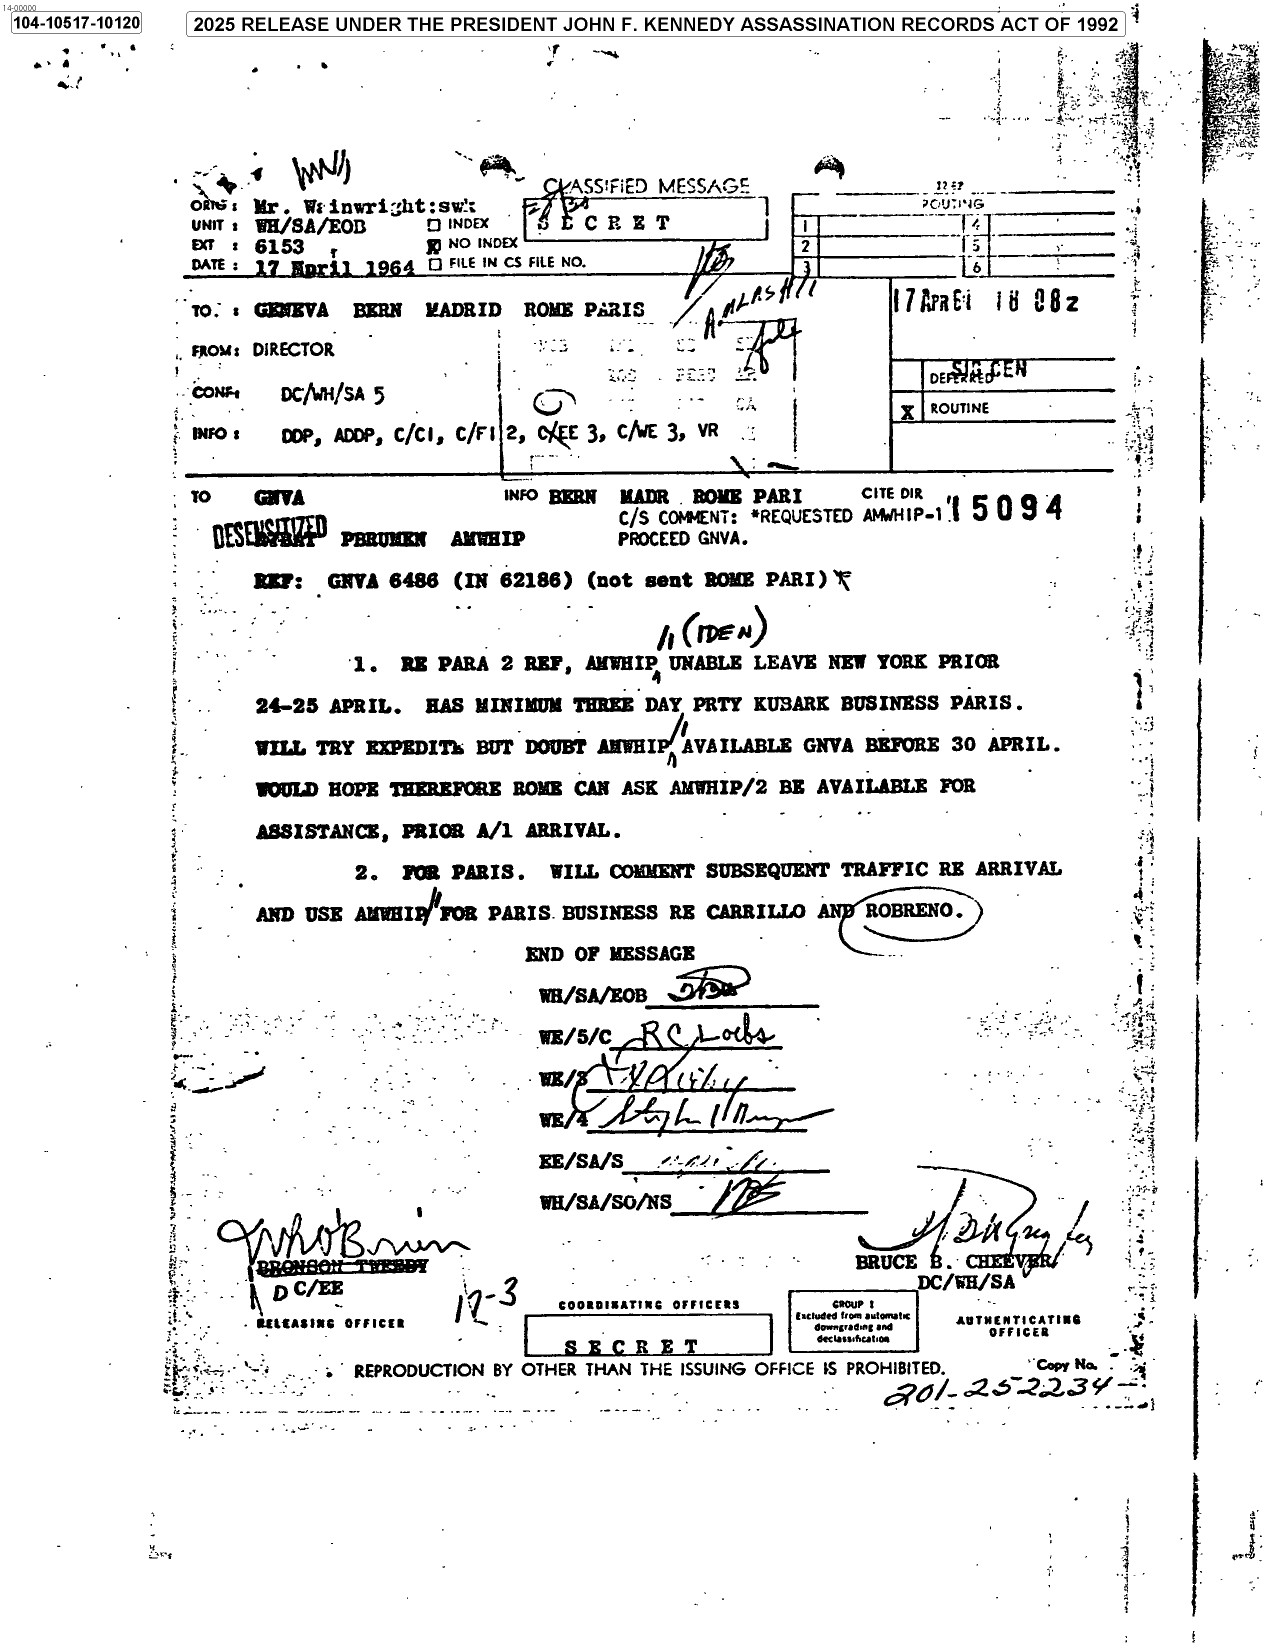 14-00000
104-10517-10120
2025 RELEASE UNDER THE PRESIDENT JOHN F. KENNEDY ASSASSINATION RECORDS ACT OF 1992
CLASSIFIED MESSAGE
ORIG : Mr. Wainwright:swk
UNIT : WH/SA/EOB ☐ INDEX
SECRET
EXT : 6153 ☒ NO INDEX
DATE : 17 April 1964 ☐ FILE IN CS FILE NO.
ROUTING
1 4
2 5
3 6
TO : GENEVA BERN MADRID ROME PARIS
AMLASH/1
file
17 APR 64 18 08z
FROM: DIRECTOR
SIG CEN
DEFERRED
CONF: DC/WH/SA 5
X ROUTINE
INFO : DDP, ADDP, C/CI, C/FI 2, C/EE 3, C/WE 3, VR
TO GNVA INFO BERN MADR ROME PARI CITE DIR 15094
C/S COMMENT: *REQUESTED AMWHIP-1
PROCEED GNVA.
DESENSITIZED PBRUMEN AMWHIP
REF: GNVA 6486 (IN 62186) (not sent ROME PARI) *
/1 (IDEN)
1. RE PARA 2 REF, AMWHIP UNABLE LEAVE NEW YORK PRIOR
24-25 APRIL. HAS MINIMUM THREE DAY PRTY KUBARK BUSINESS PARIS.
WILL TRY EXPEDITE BUT DOUBT AMWHIP/1 AVAILABLE GNVA BEFORE 30 APRIL.
WOULD HOPE THEREFORE ROME CAN ASK AMWHIP/2 BE AVAILABLE FOR
ASSISTANCE, PRIOR A/1 ARRIVAL.
2. FOR PARIS. WILL COMMENT SUBSEQUENT TRAFFIC RE ARRIVAL
AND USE AMWHIP/1 FOR PARIS BUSINESS RE CARRILLO AND ROBRENO.
END OF MESSAGE
WH/SA/EOB
WE/5/C R C Loebs
WE/3
WE/4
EE/SA/S
WH/SA/SO/NS
WHO'Brien
BRONSON TWEEDY
DC/EE
BRUCE B. CHEEVER
DC/WH/SA
12-3
RELEASING OFFICER
COORDINATING OFFICERS
SECRET
GROUP 1
Excluded from automatic
downgrading and
declassification
AUTHENTICATING
OFFICER
REPRODUCTION BY OTHER THAN THE ISSUING OFFICE IS PROHIBITED. Copy No.
201-252234